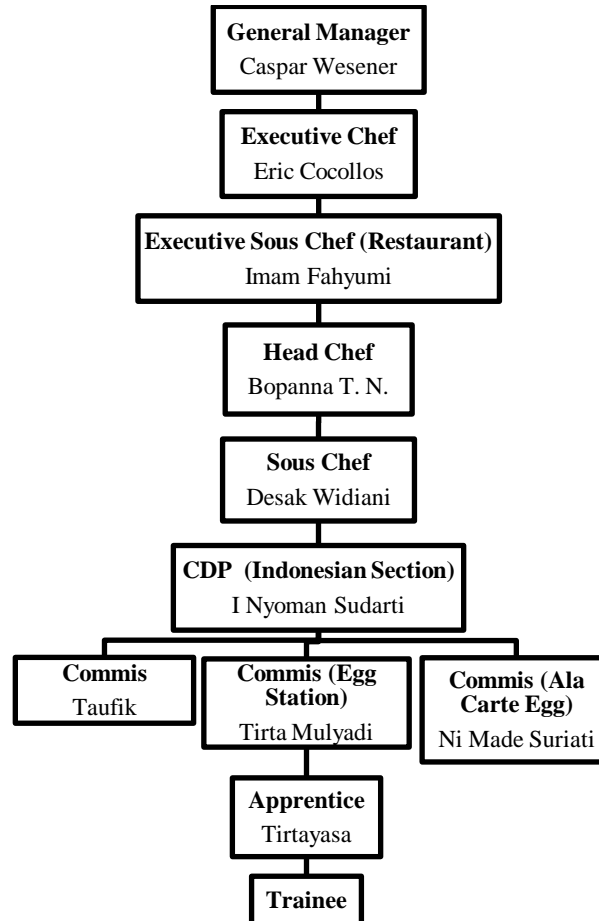 General Manager
Caspar Wesener
Executive Chef
Eric Cocollos
Executive Sous Chef (Restaurant)
Imam Fahyumi
Head Chef
Bopanna T. N.
Sous Chef
Desak Widiani
CDP  (Indonesian Section)
I Nyoman Sudarti
Commis
Taufik
Commis (Egg
Station)
Tirta Mulyadi
Commis (Ala
Carte Egg)
Ni Made Suriati
Apprentice
Tirtayasa
Trainee